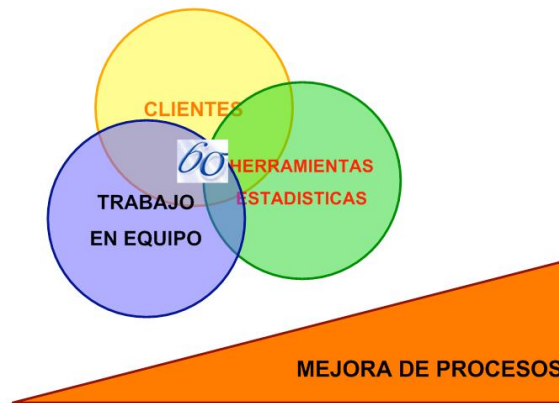 CLIENTES
6σ
HERRAMIENTAS
ESTADISTICAS
TRABAJO
EN EQUIPO
MEJORA DE PROCESOS